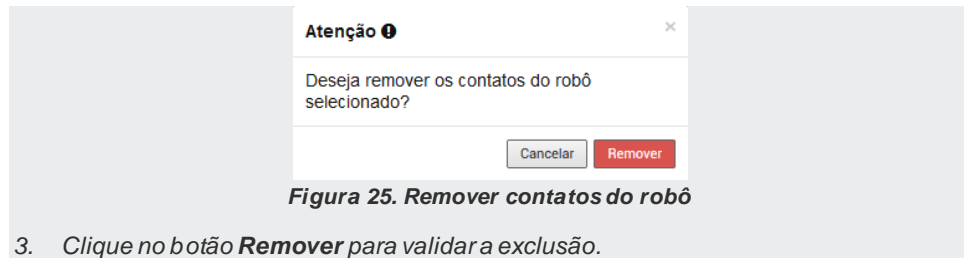 Atenção
×
Deseja remover os contatos do robô
selecionado?
Cancelar Remover
Figura 25. Remover contatos do robô
3. Clique no botão Remover para validar a exclusão.